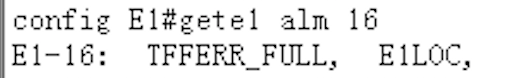 config E1#gete1 alm 16
E1-16:  TFFERR_FULL,  E1LOC,